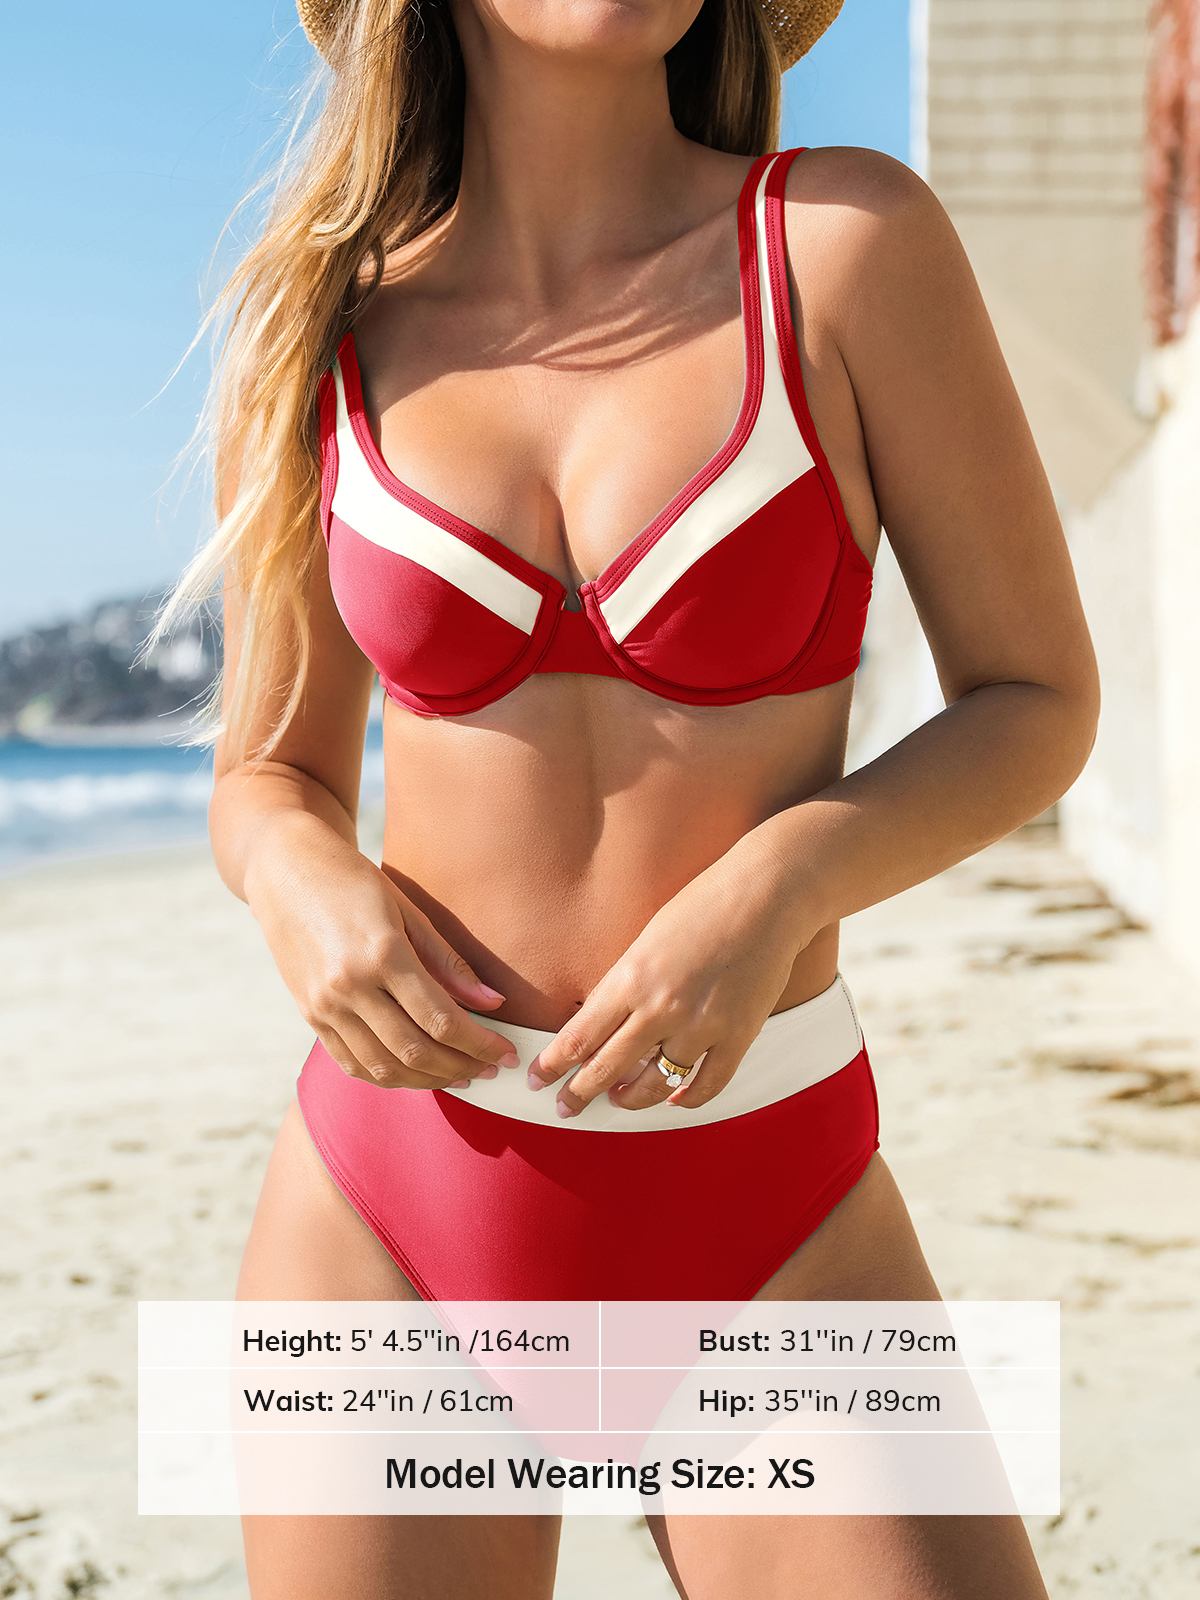 Height: 5' 4.5''in /164cm Bust: 31''in / 79cm
Waist: 24''in / 61cm Hip: 35''in / 89cm
Model Wearing Size: XS